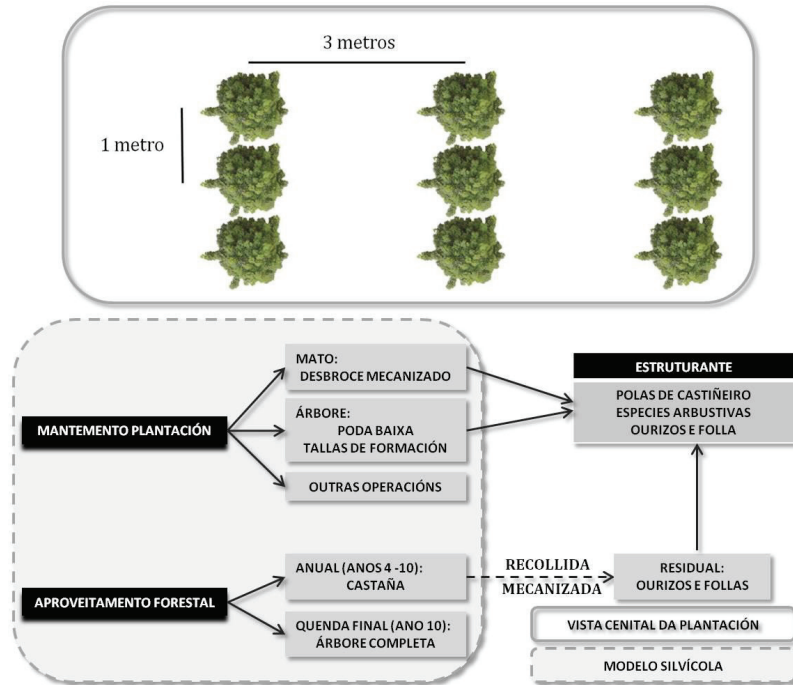 3 metros
1 metro
MANTEMENTO PLANTACIÓN
MATO:
DESBROCE MECANIZADO
ÁRBORE:
PODA BAIXA
TALLAS DE FORMACIÓN
OUTRAS OPERACIÓNS
ESTRUTURANTE
POLAS DE CASTIÑEIRO
ESPECIES ARBUSTIVAS
OURIZOS E FOLLA
APROVEITAMENTO FORESTAL
ANUAL (ANOS 4 -10):
CASTAÑA
QUENDA FINAL (ANO 10):
ÁRBORE COMPLETA
RECOLLIDA
MECANIZADA
RESIDUAL:
OURIZOS E FOLLAS
VISTA CENITAL DA PLANTACIÓN
MODELO SILVÍCOLA